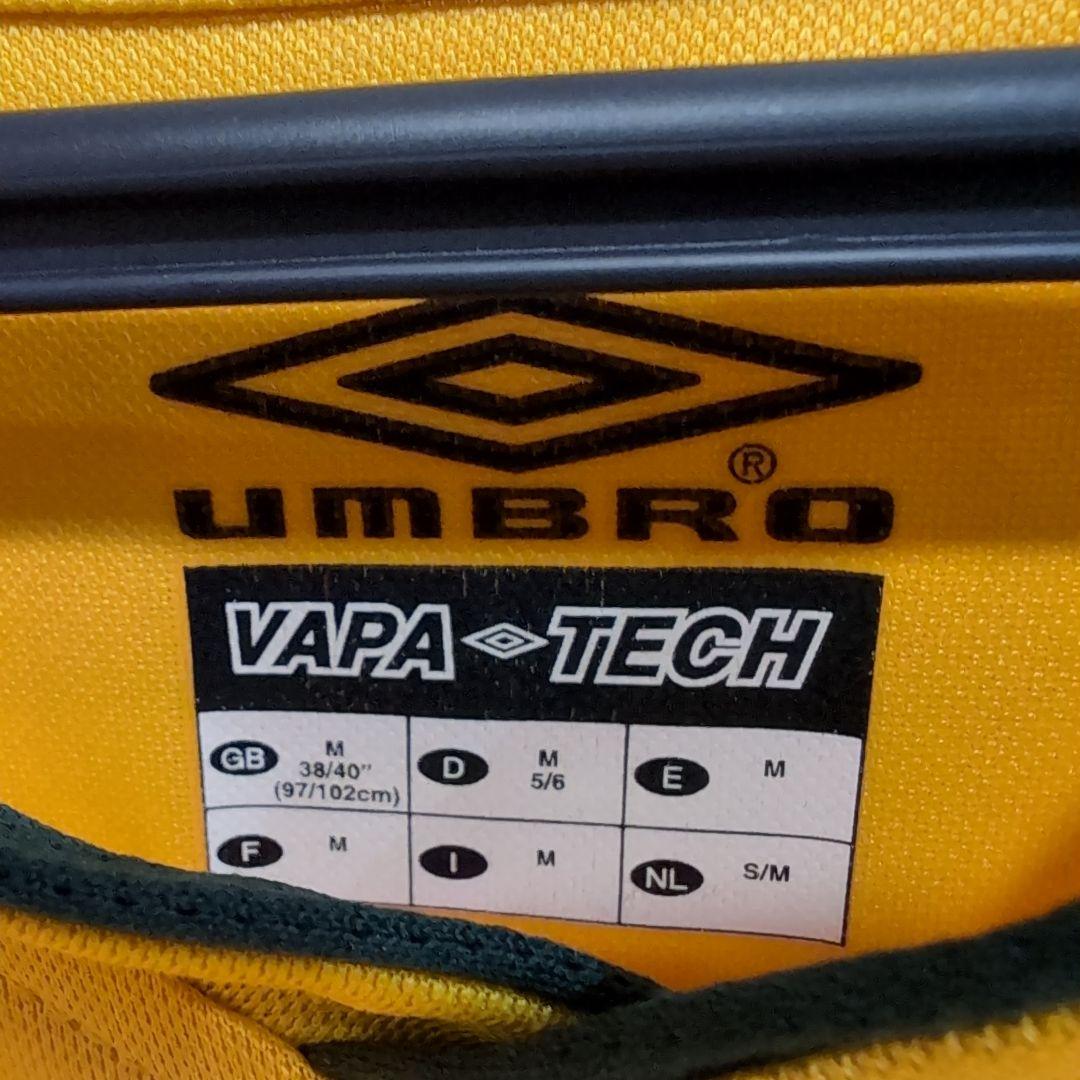 UMBRO®
VAPA TECH
GB M
38/40"
(97/102cm)
D M
5/6
E M
F M
I M
NL S/M